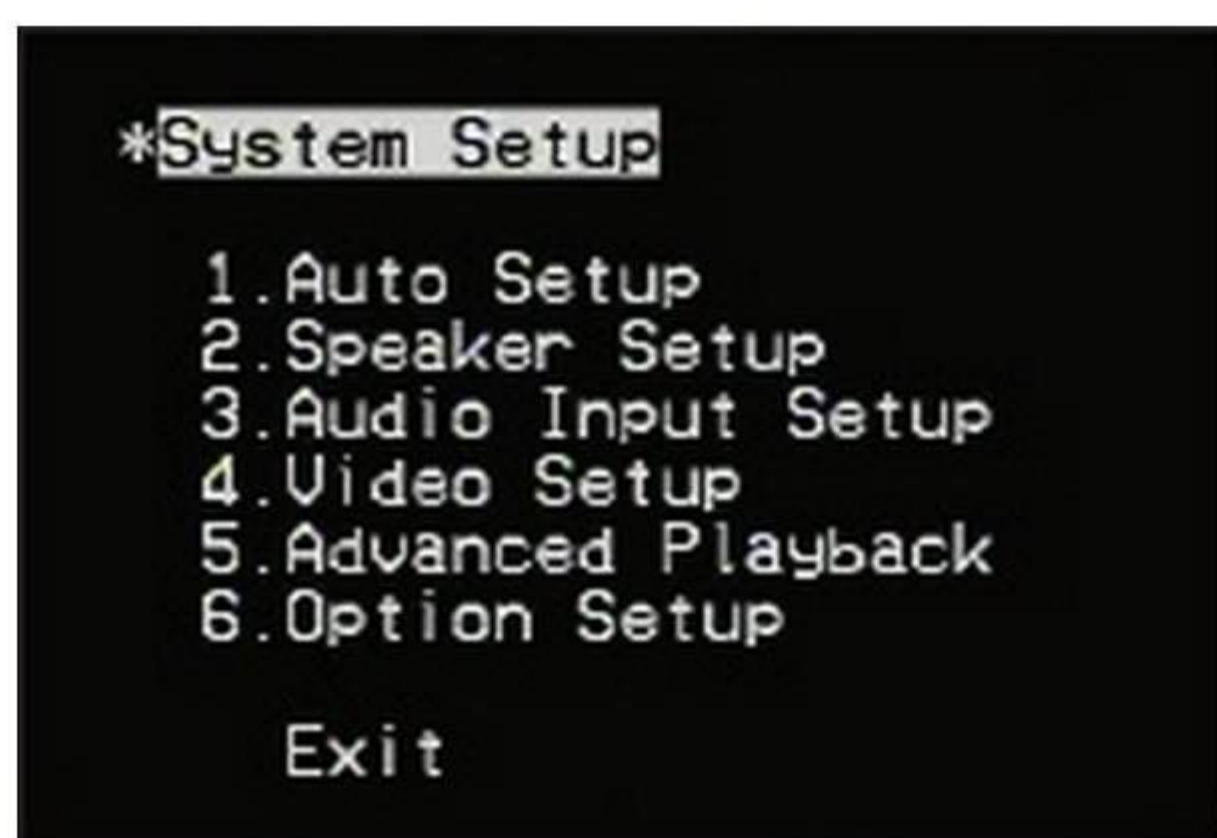 *System Setup
1.Auto Setup
2.Speaker Setup
3.Audio Input Setup
4.Video Setup
5.Advanced Playback
6.Option Setup
Exit